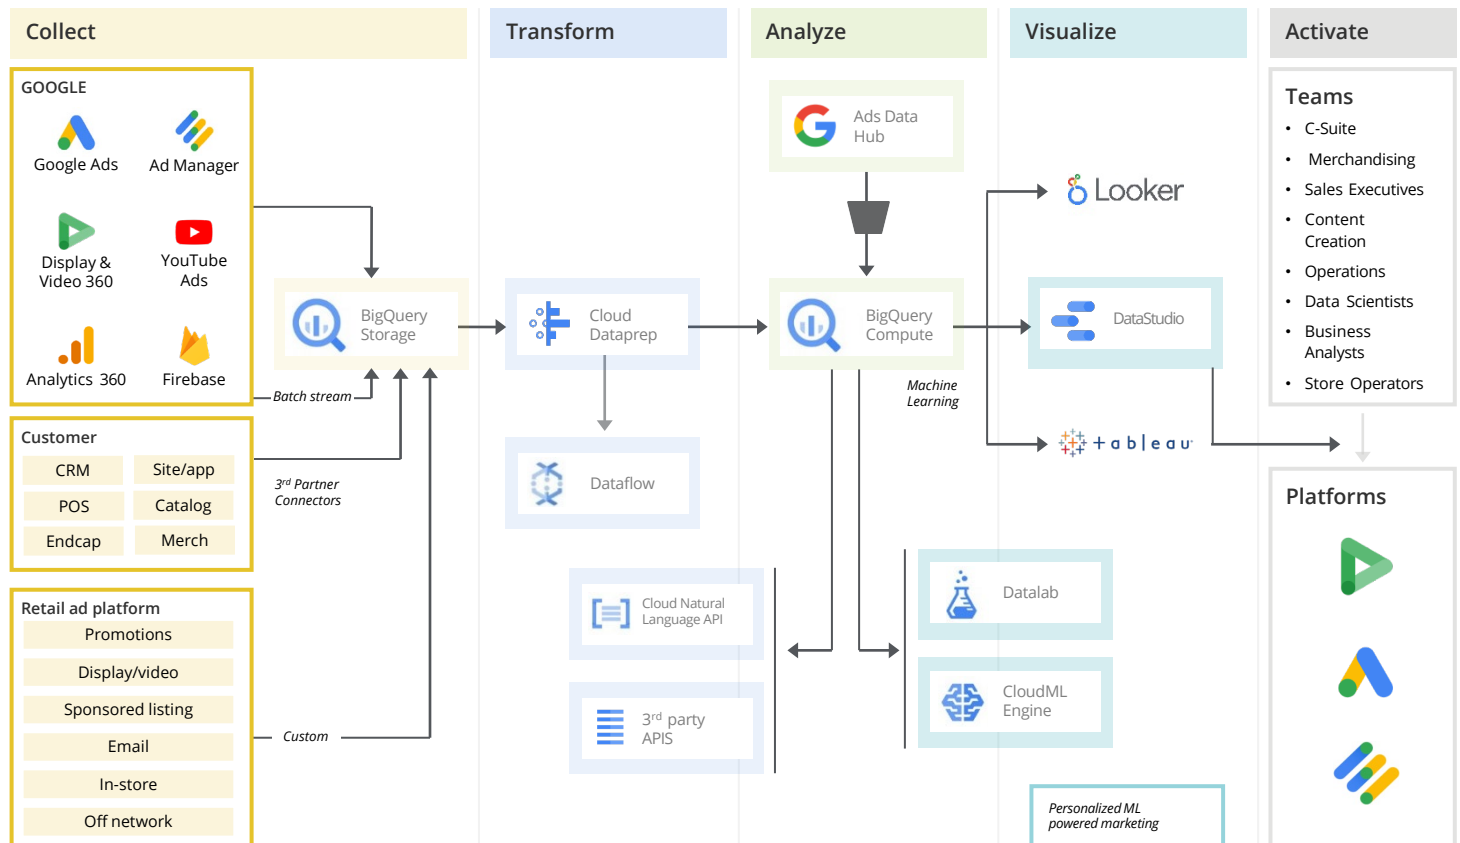 Collect
Transform
Analyze
Visualize
Activate
GOOGLE
Google Ads
Ad Manager
Display &
Video 360
YouTube
Ads
Analytics 360
Firebase
Batch stream
Customer
CRM
Site/app
POS
Catalog
Endcap
Merch
3rd Partner
Connectors
Retail ad platform
Promotions
Display/video
Sponsored listing
Email
In-store
Off network
Custom
BigQuery
Storage
Cloud
Dataprep
Dataflow
Cloud Natural
Language API
3rd party
APIS
Ads Data
Hub
BigQuery
Compute
Machine
Learning
Looker
DataStudio
+ableau
Datalab
CloudML
Engine
Personalized ML
powered marketing
Teams
• C-Suite
• Merchandising
• Sales Executives
• Content
Creation
• Operations
• Data Scientists
• Business
Analysts
• Store Operators
Platforms